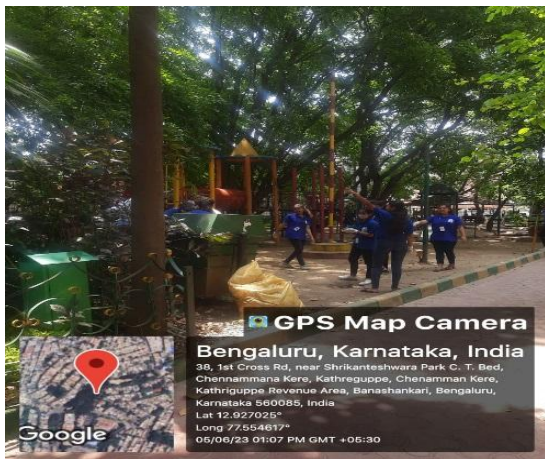 GPS Map Camera
Bengaluru, Karnataka, India
38, 1st Cross Rd, near Shrikanteshwara Park C. T. Bed,
Chennammana Kere, Kathreguppe, Chenamman Kere,
Kathriguppe Revenue Area, Banashankari, Bengaluru,
Karnataka 560085, India
Lat 12.927025°
Long 77.554617°
05/06/23 01:07 PM GMT +05:30
Google